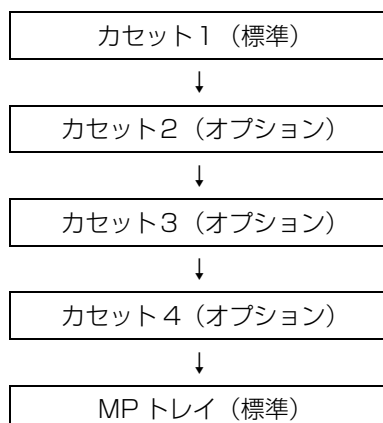 カセット1（標準）
↓
カセット2（オプション）
↓
カセット3（オプション）
↓
カセット4（オプション）
↓
MP トレイ（標準）